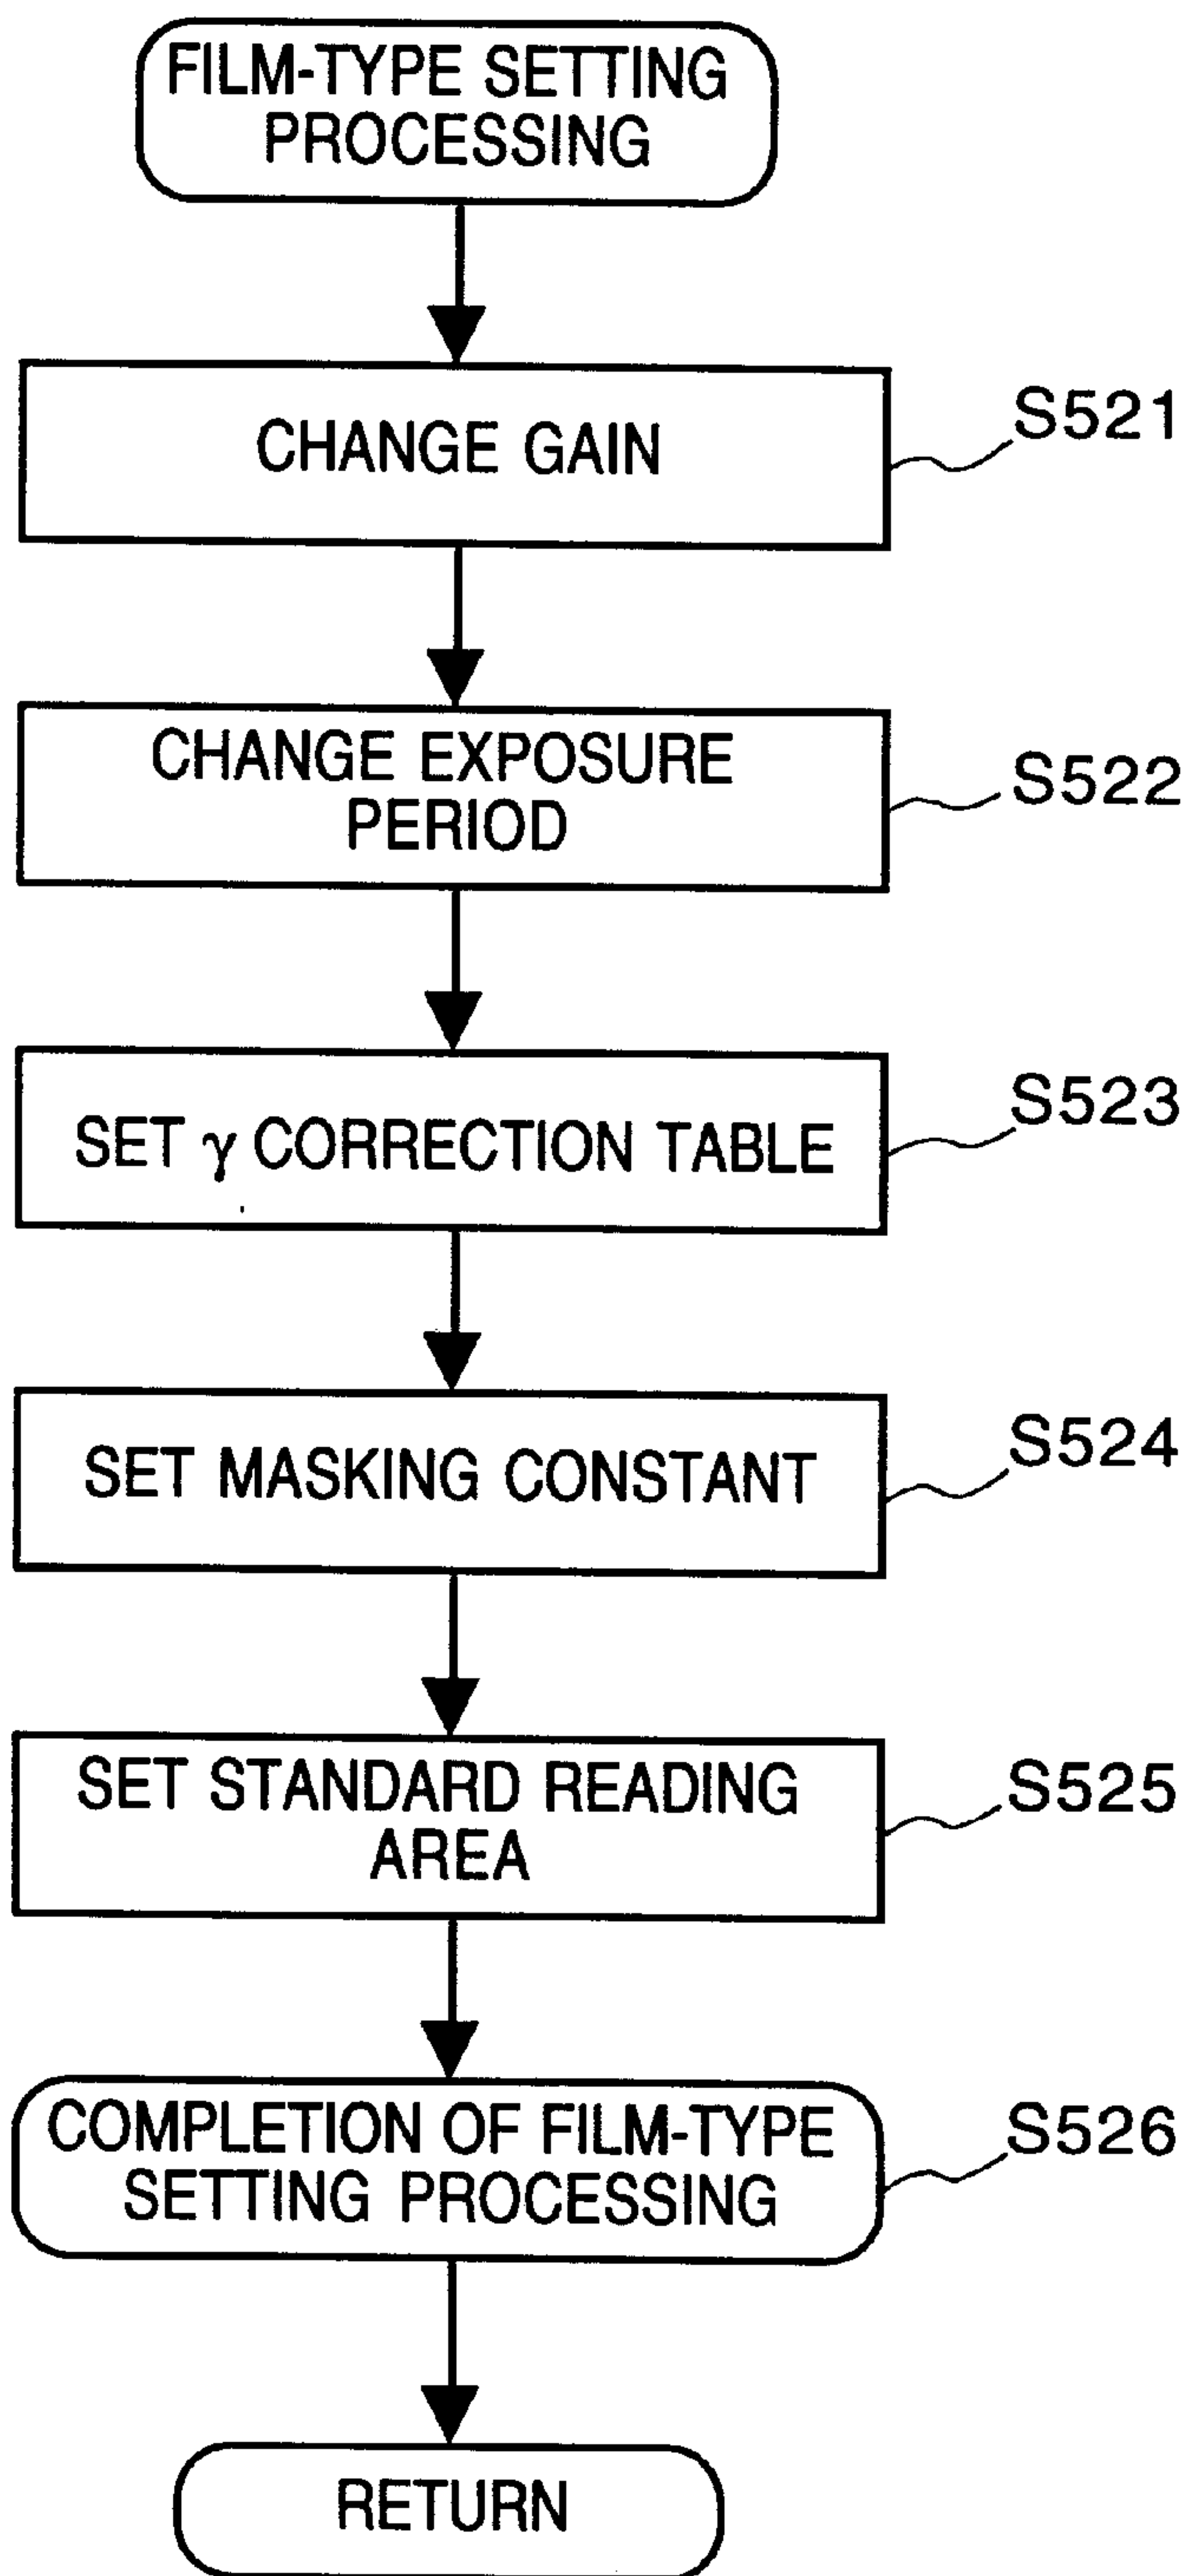 FILM-TYPE SETTING
PROCESSING
CHANGE GAIN
S521
CHANGE EXPOSURE
PERIOD
S522
SET γ CORRECTION TABLE
S523
SET MASKING CONSTANT
S524
SET STANDARD READING
AREA
S525
COMPLETION OF FILM-TYPE
SETTING PROCESSING
S526
RETURN